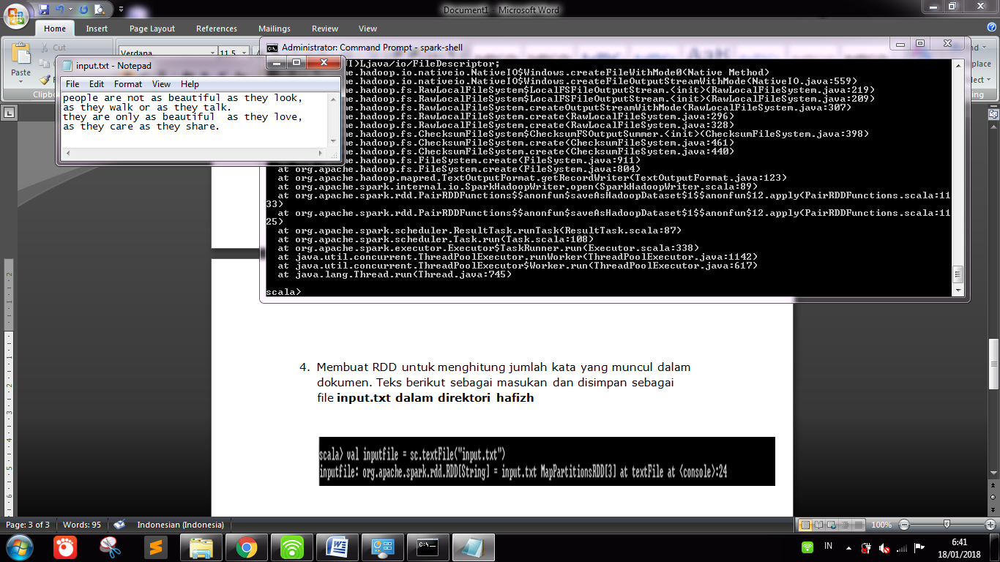 Document1 - Microsoft Word
Home Insert Page Layout References Mailings Review View
Cut
Paste
Verdana 11,5
Administrator: Command Prompt - spark-shell
input.txt - Notepad
File Edit Format View Help
people are not as beautiful as they look,
as they walk or as they talk.
they are only as beautiful  as they love,
as they care as they share.
I)Ljava/io/FileDescriptor;
he.hadoop.io.nativeio.NativeIO$Windows.createFileWithMode0(Native Method)
he.hadoop.io.nativeio.NativeIO$Windows.createFileOutputStreamWithMode(NativeIO.java:559)
he.hadoop.fs.RawLocalFileSystem$LocalFSFileOutputStream.<init>(RawLocalFileSystem.java:219)
he.hadoop.fs.RawLocalFileSystem$LocalFSFileOutputStream.<init>(RawLocalFileSystem.java:209)
he.hadoop.fs.RawLocalFileSystem.createOutputStreamWithMode(RawLocalFileSystem.java:307)
he.hadoop.fs.RawLocalFileSystem.create(RawLocalFileSystem.java:296)
he.hadoop.fs.RawLocalFileSystem.create(RawLocalFileSystem.java:328)
he.hadoop.fs.ChecksumFileSystem$ChecksumFSOutputSummer.<init>(ChecksumFileSystem.java:398)
he.hadoop.fs.ChecksumFileSystem.create(ChecksumFileSystem.java:461)
he.hadoop.fs.ChecksumFileSystem.create(ChecksumFileSystem.java:440)
he.hadoop.fs.FileSystem.create(FileSystem.java:911)
at org.apache.hadoop.fs.FileSystem.create(FileSystem.java:804)
at org.apache.hadoop.mapred.TextOutputFormat.getRecordWriter(TextOutputFormat.java:123)
at org.apache.spark.internal.io.SparkHadoopWriter.open(SparkHadoopWriter.scala:89)
at org.apache.spark.rdd.PairRDDFunctions$$anonfun$saveAsHadoopDataset$1$$anonfun$12.apply(PairRDDFunctions.scala:11
33)
at org.apache.spark.rdd.PairRDDFunctions$$anonfun$saveAsHadoopDataset$1$$anonfun$12.apply(PairRDDFunctions.scala:11
25)
at org.apache.spark.scheduler.ResultTask.runTask(ResultTask.scala:87)
at org.apache.spark.scheduler.Task.run(Task.scala:108)
at org.apache.spark.executor.Executor$TaskRunner.run(Executor.scala:338)
at java.util.concurrent.ThreadPoolExecutor.runWorker(ThreadPoolExecutor.java:1142)
at java.util.concurrent.ThreadPoolExecutor$Worker.run(ThreadPoolExecutor.java:617)
at java.lang.Thread.run(Thread.java:745)
scala>
4. Membuat RDD untuk menghitung jumlah kata yang muncul dalam
dokumen. Teks berikut sebagai masukan dan disimpan sebagai
file input.txt dalam direktori hafizh
scala> val inputfile = sc.textFile("input.txt")
inputfile: org.apache.spark.rdd.RDD[String] = input.txt MapPartitionsRDD[3] at textFile at <console>:24
Page: 3 of 3 Words: 95 Indonesian (Indonesia) 100%
IN 6:41
18/01/2018